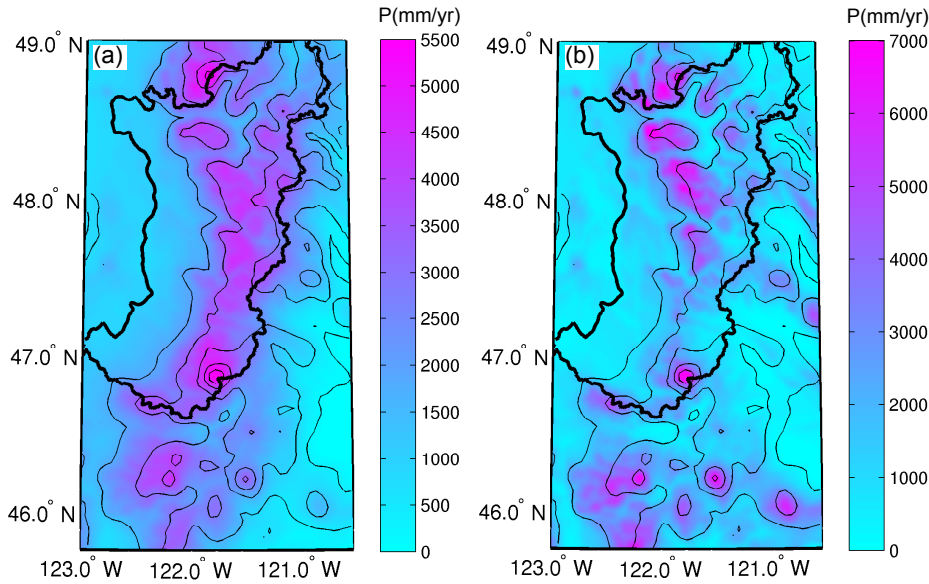 P(mm/yr)
P(mm/yr)
49.0° N
(a)
48.0° N
47.0° N
46.0° N
123.0° W
122.0° W
121.0° W
5500
5000
4500
4000
3500
3000
2500
2000
1500
1000
500
0
49.0° N
(b)
48.0° N
47.0° N
46.0° N
123.0° W
122.0° W
121.0° W
7000
6000
5000
4000
3000
2000
1000
0